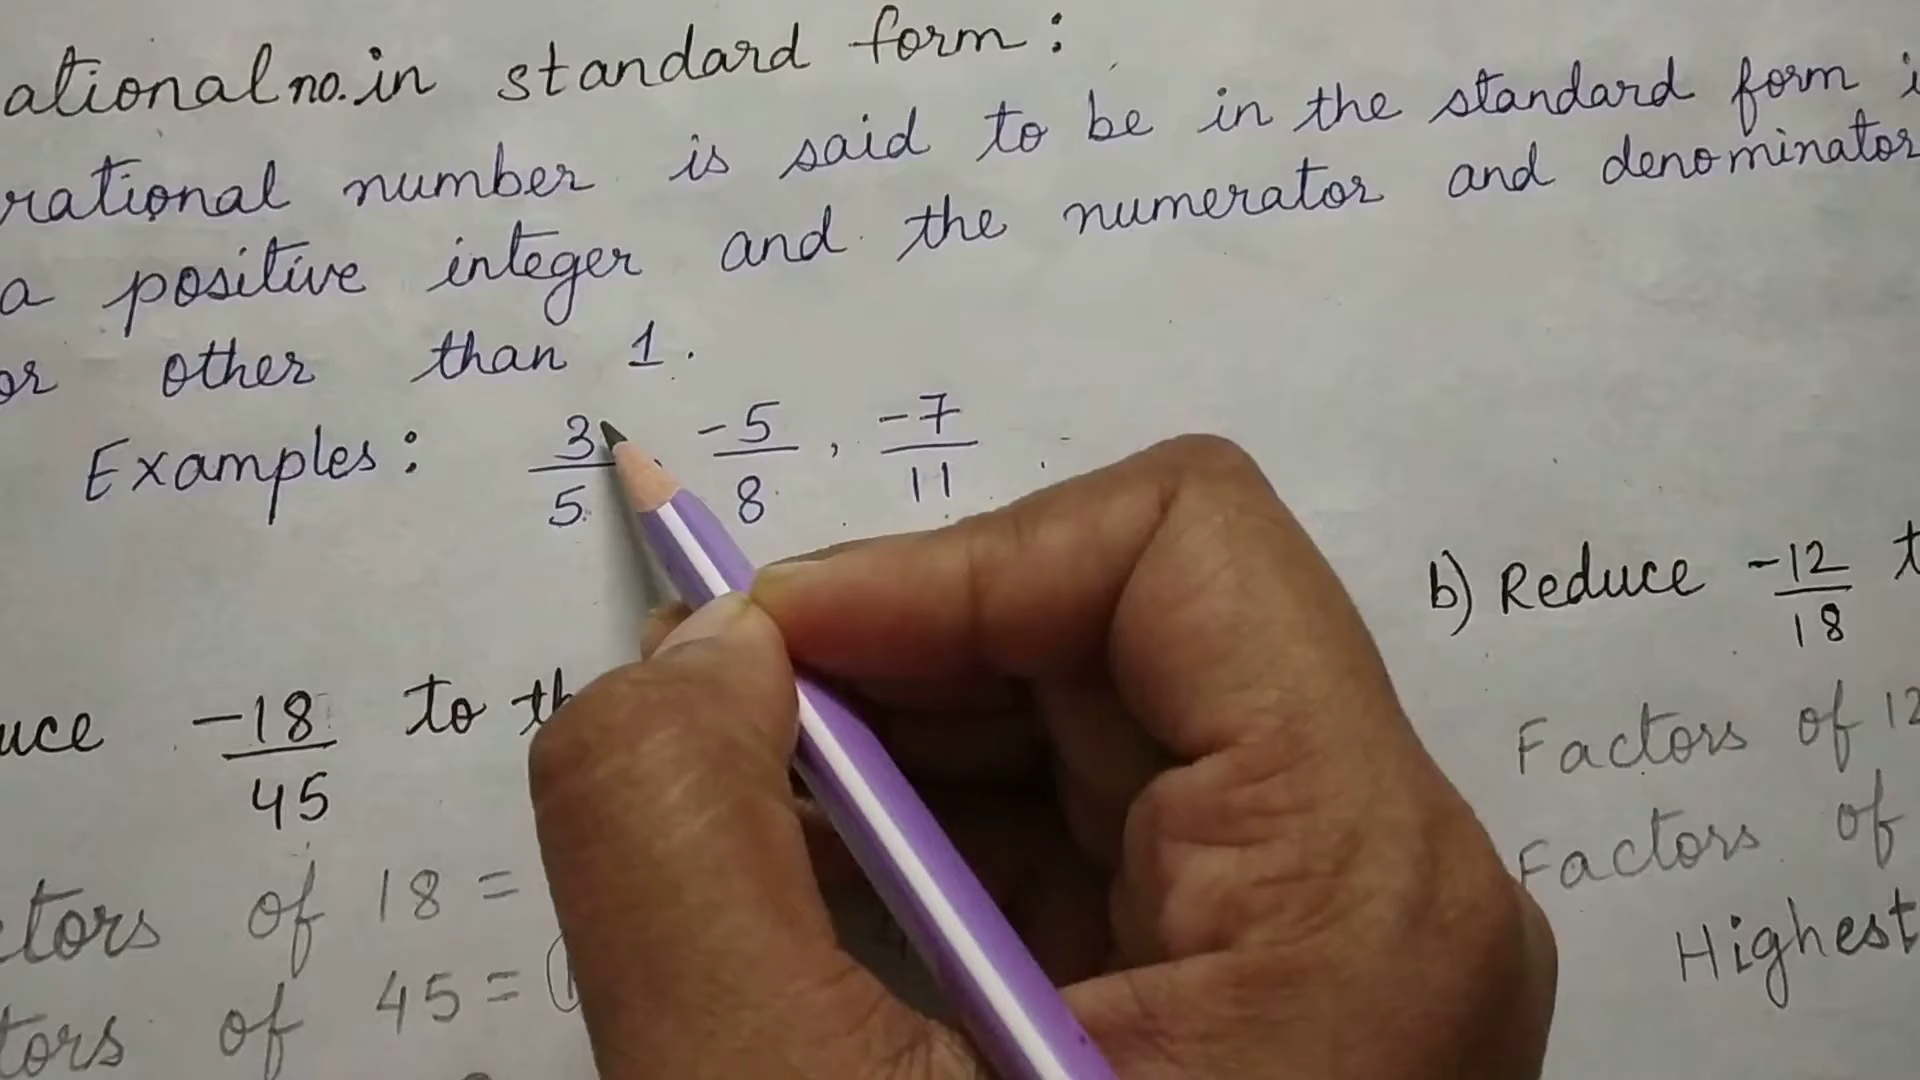 ational no. in standard form :
rational number is said to be in the standard form i
a positive integer and the numerator and denominator
or other than 1.
Examples : 3/5, -5/8, -7/11
b) Reduce -12/18 t
uce -18/45 to th
Factors of 12
ctors of 18 =
Factors of
tors of 45 =
Highest